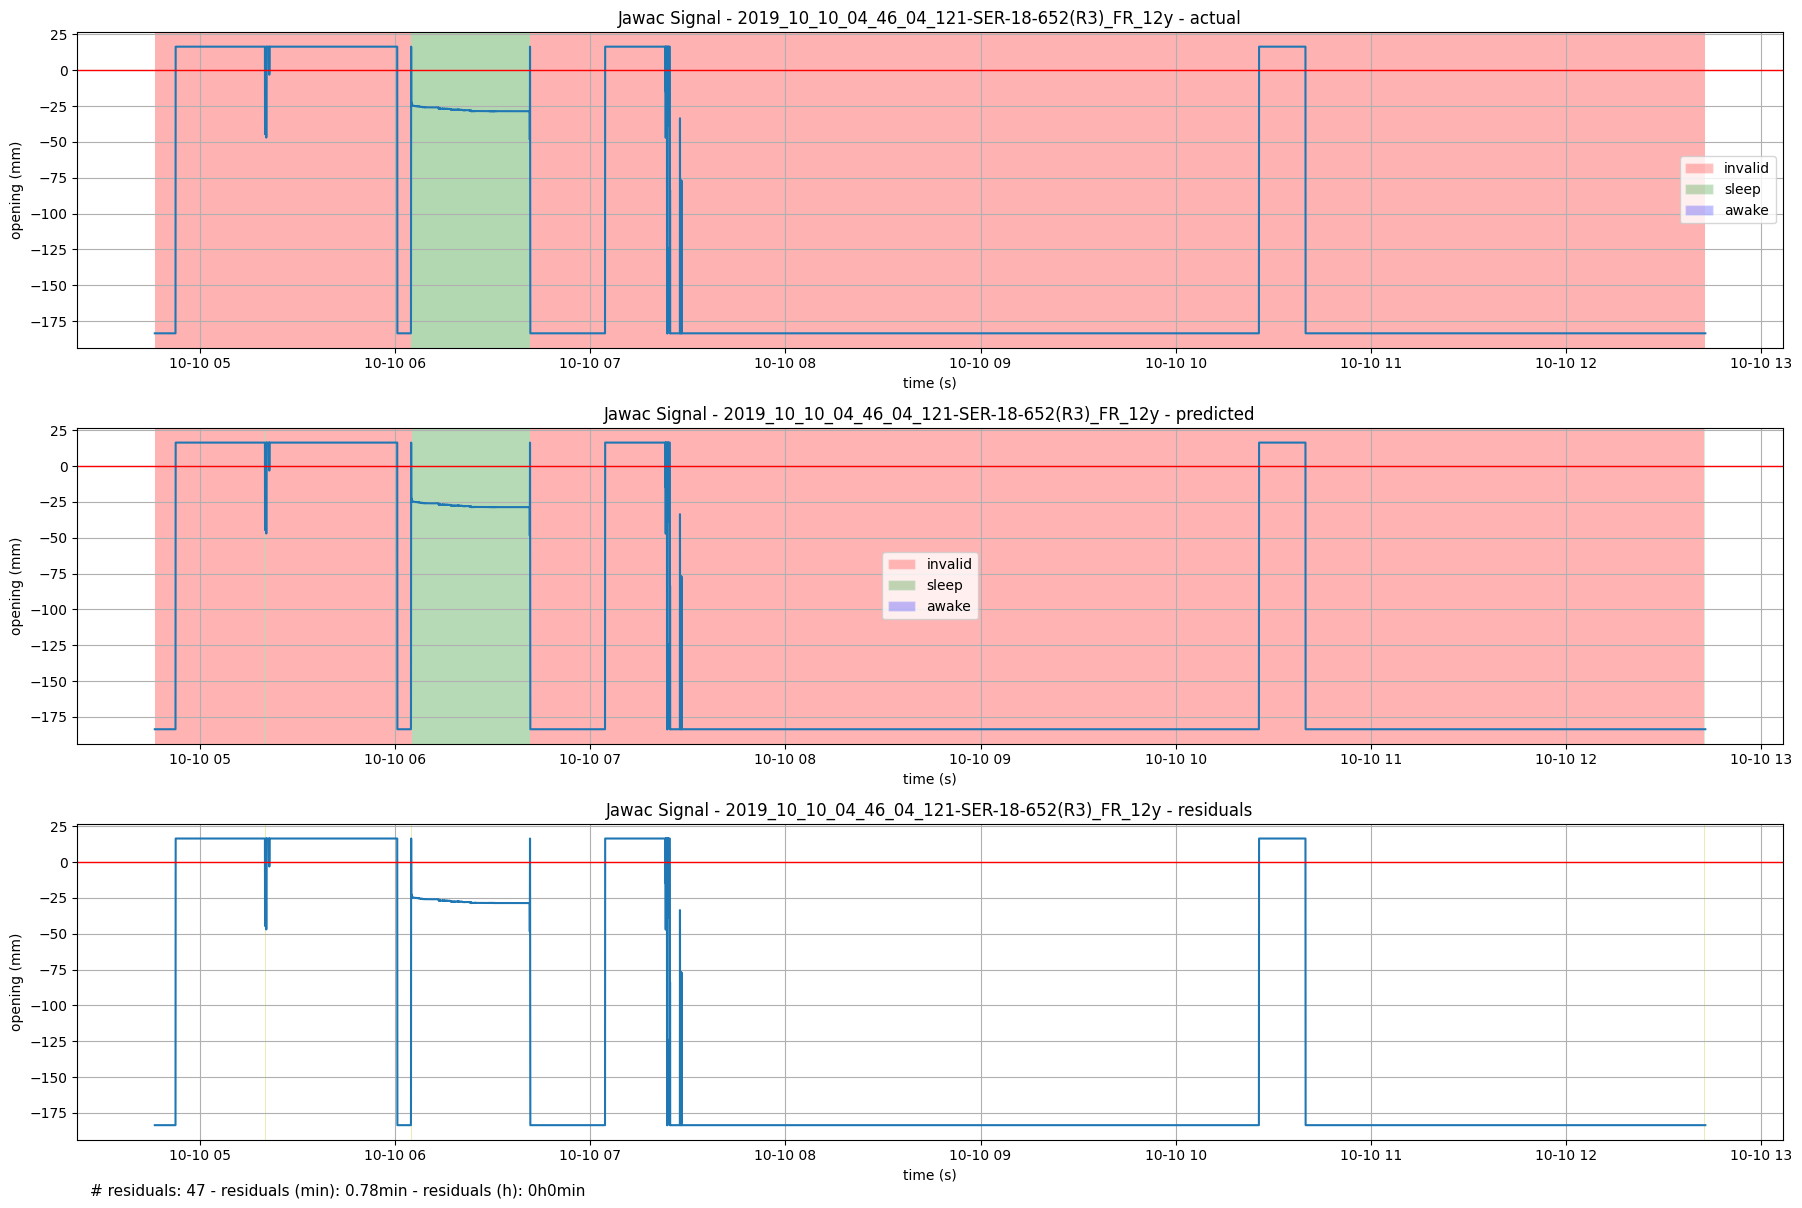 Jawac Signal - 2019_10_10_04_46_04_121-SER-18-652(R3)_FR_12y - actual
25
0
−25
−50
−75
−100
−125
−150
−175
opening (mm)
invalid
sleep
awake
10-10 05 10-10 06 10-10 07 10-10 08 10-10 09 10-10 10 10-10 11 10-10 12 10-10 13
time (s)
Jawac Signal - 2019_10_10_04_46_04_121-SER-18-652(R3)_FR_12y - predicted
25
0
−25
−50
−75
−100
−125
−150
−175
opening (mm)
invalid
sleep
awake
10-10 05 10-10 06 10-10 07 10-10 08 10-10 09 10-10 10 10-10 11 10-10 12 10-10 13
time (s)
Jawac Signal - 2019_10_10_04_46_04_121-SER-18-652(R3)_FR_12y - residuals
25
0
−25
−50
−75
−100
−125
−150
−175
opening (mm)
10-10 05 10-10 06 10-10 07 10-10 08 10-10 09 10-10 10 10-10 11 10-10 12 10-10 13
time (s)
# residuals: 47 - residuals (min): 0.78min - residuals (h): 0h0min